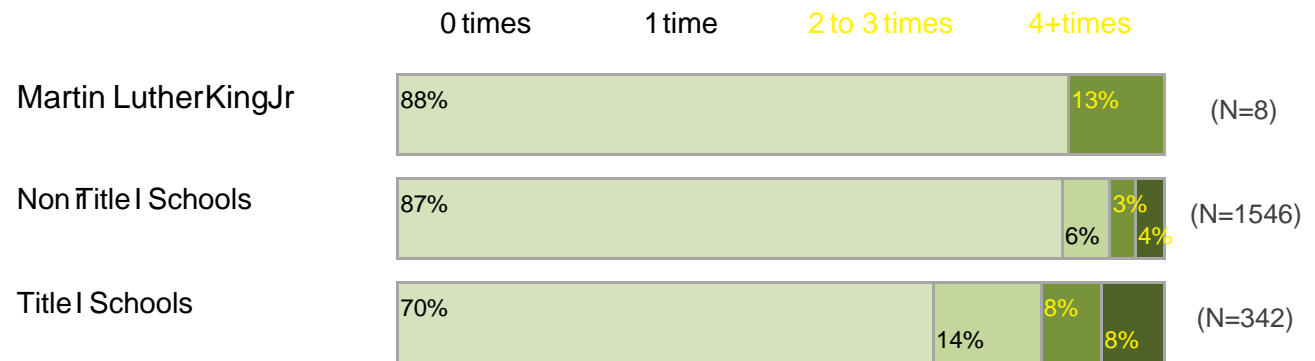 0 times 1 time 2 to 3 times 4+times
Martin LutherKingJr 88% 13% (N=8)
Non Title I Schools 87% 6% 3% 4% (N=1546)
Title I Schools 70% 14% 8% 8% (N=342)